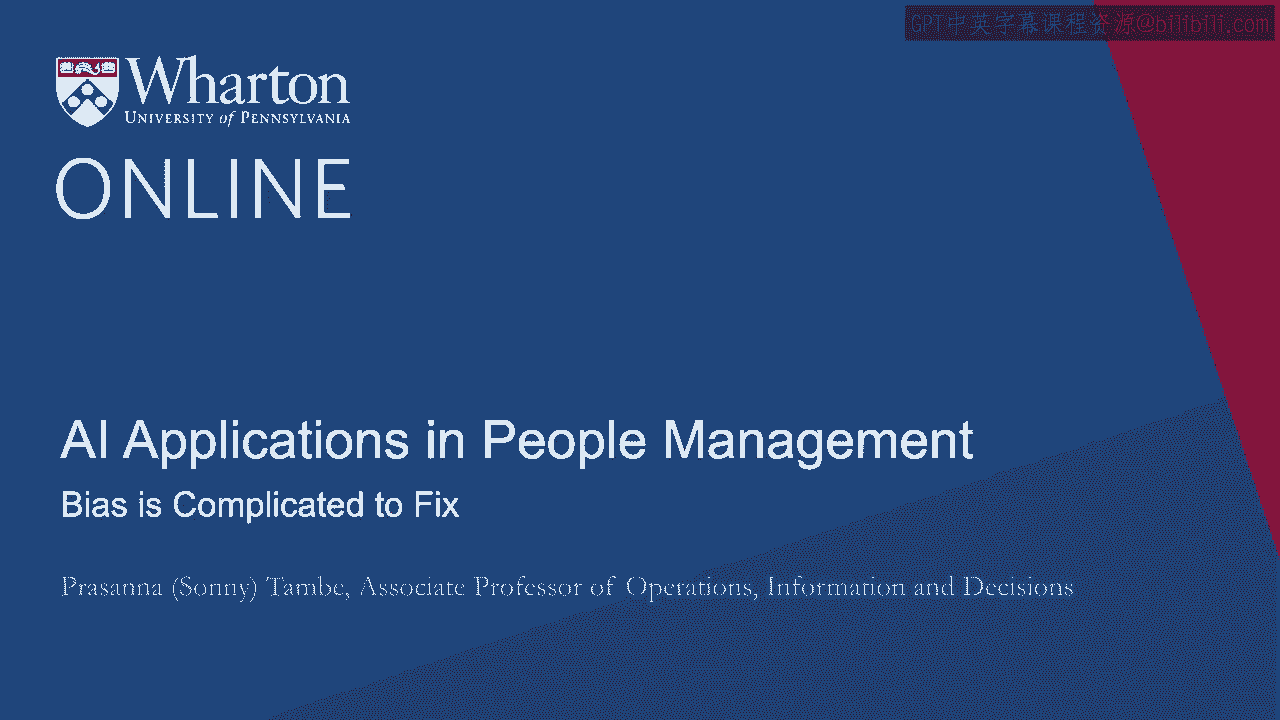 GPT中英字幕课程资源@bilibili.com
Wharton
UNIVERSITY of PENNSYLVANIA
ONLINE
AI Applications in People Management
Bias is Complicated to Fix
Prasanna (Sonny) Tambe, Associate Professor of Operations, Information and Decisions